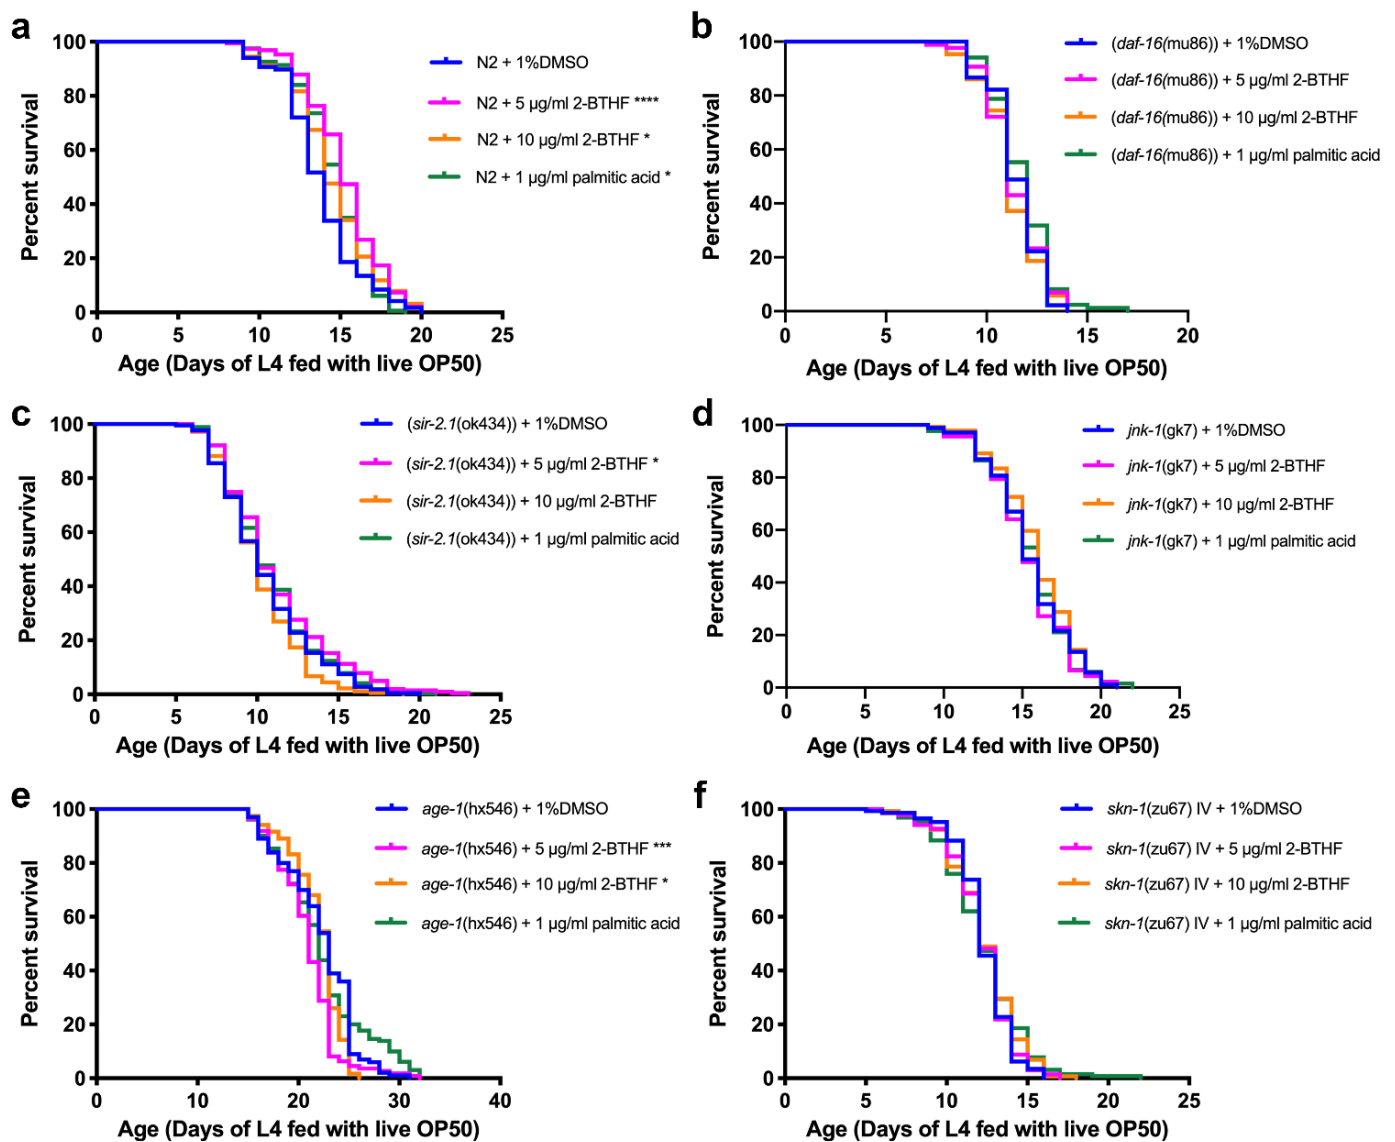 a
Percent survival
100
80
60
40
20
0
0 5 10 15 20 25
Age (Days of L4 fed with live OP50)
N2 + 1%DMSO
N2 + 5 µg/ml 2-BTHF ****
N2 + 10 µg/ml 2-BTHF *
N2 + 1 µg/ml palmitic acid *
b
Percent survival
100
80
60
40
20
0
0 5 10 15 20
Age (Days of L4 fed with live OP50)
(daf-16(mu86)) + 1%DMSO
(daf-16(mu86)) + 5 µg/ml 2-BTHF
(daf-16(mu86)) + 10 µg/ml 2-BTHF
(daf-16(mu86)) + 1 µg/ml palmitic acid
c
Percent survival
100
80
60
40
20
0
0 5 10 15 20 25
Age (Days of L4 fed with live OP50)
(sir-2.1(ok434)) + 1%DMSO
(sir-2.1(ok434)) + 5 µg/ml 2-BTHF *
(sir-2.1(ok434)) + 10 µg/ml 2-BTHF
(sir-2.1(ok434)) + 1 µg/ml palmitic acid
d
Percent survival
100
80
60
40
20
0
0 5 10 15 20 25
Age (Days of L4 fed with live OP50)
jnk-1(gk7) + 1%DMSO
jnk-1(gk7) + 5 µg/ml 2-BTHF
jnk-1(gk7) + 10 µg/ml 2-BTHF
jnk-1(gk7) + 1 µg/ml palmitic acid
e
Percent survival
100
80
60
40
20
0
0 10 20 30 40
Age (Days of L4 fed with live OP50)
age-1(hx546) + 1%DMSO
age-1(hx546) + 5 µg/ml 2-BTHF ***
age-1(hx546) + 10 µg/ml 2-BTHF *
age-1(hx546) + 1 µg/ml palmitic acid
f
Percent survival
100
80
60
40
20
0
0 5 10 15 20 25
Age (Days of L4 fed with live OP50)
skn-1(zu67) IV + 1%DMSO
skn-1(zu67) IV + 5 µg/ml 2-BTHF
skn-1(zu67) IV + 10 µg/ml 2-BTHF
skn-1(zu67) IV + 1 µg/ml palmitic acid